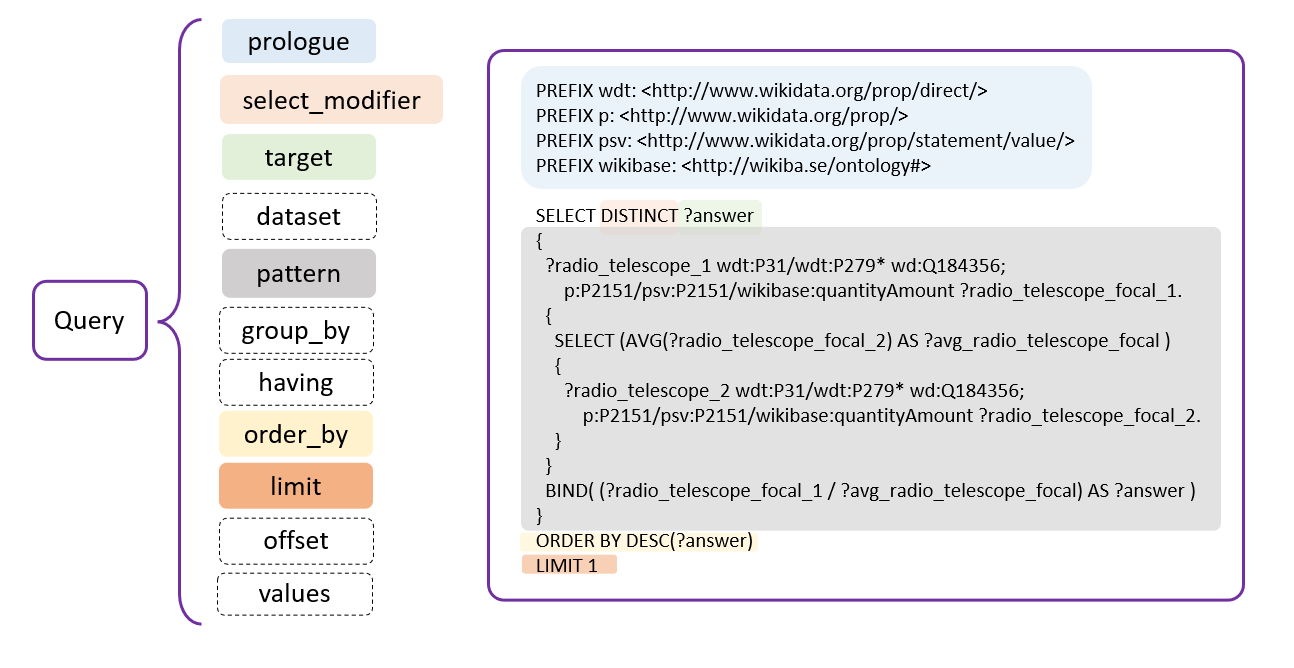 Query
prologue
select_modifier
target
dataset
pattern
group_by
having
order_by
limit
offset
values
PREFIX wdt: <http://www.wikidata.org/prop/direct/>
PREFIX p: <http://www.wikidata.org/prop/>
PREFIX psv: <http://www.wikidata.org/prop/statement/value/>
PREFIX wikibase: <http://wikiba.se/ontology#>
SELECT DISTINCT ?answer
{
?radio_telescope_1 wdt:P31/wdt:P279* wd:Q184356;
p:P2151/psv:P2151/wikibase:quantityAmount ?radio_telescope_focal_1.
{
SELECT (AVG(?radio_telescope_focal_2) AS ?avg_radio_telescope_focal )
{
?radio_telescope_2 wdt:P31/wdt:P279* wd:Q184356;
p:P2151/psv:P2151/wikibase:quantityAmount ?radio_telescope_focal_2.
}
}
BIND( (?radio_telescope_focal_1 / ?avg_radio_telescope_focal) AS ?answer )
}
ORDER BY DESC(?answer)
LIMIT 1